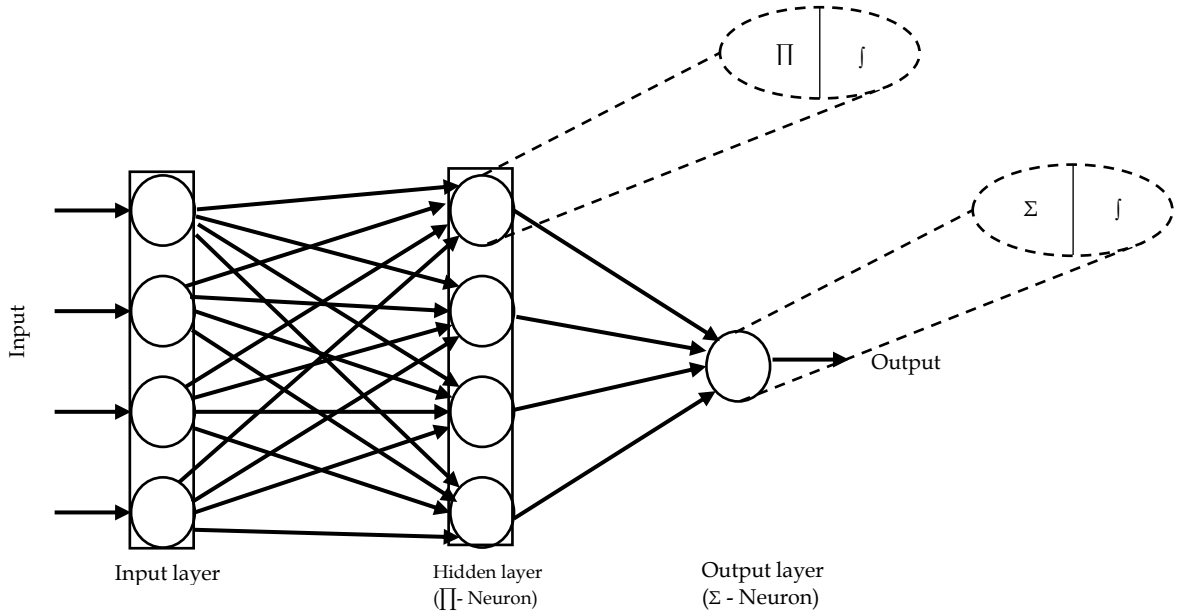 ∏ ∫
Σ ∫
Input
Output
Input layer
Hidden layer
(∏- Neuron)
Output layer
(Σ - Neuron)